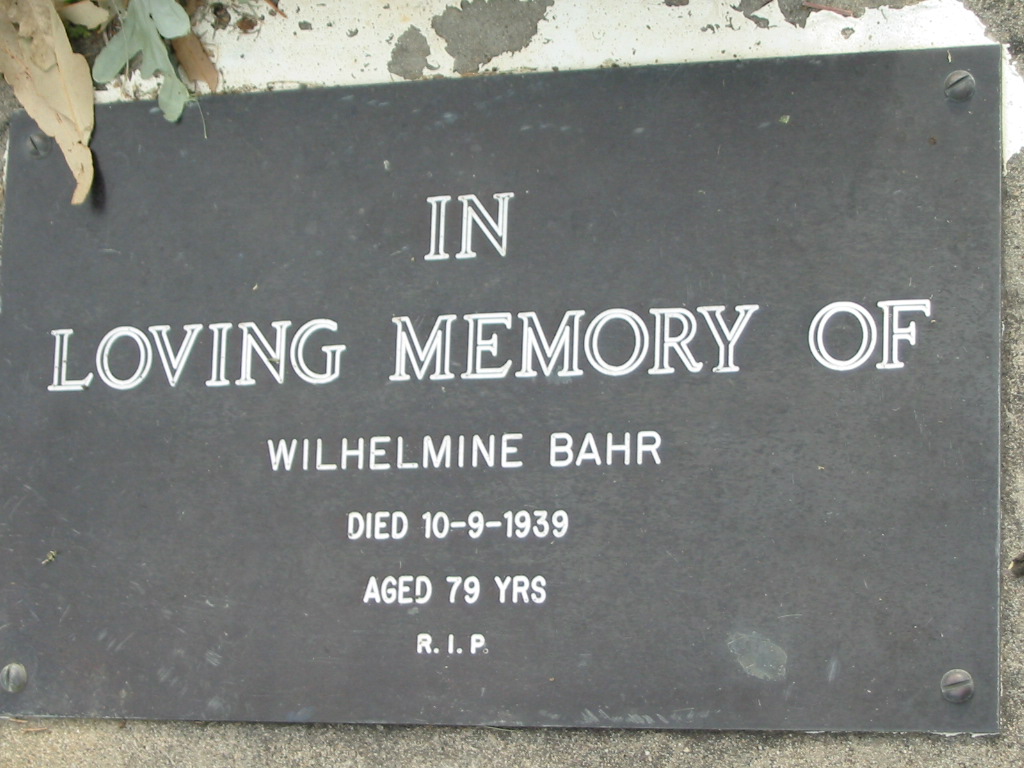 IN
LOVING MEMORY OF
WILHELMINE BAHR
DIED 10-9-1939
AGED 79 YRS
R. I. P.